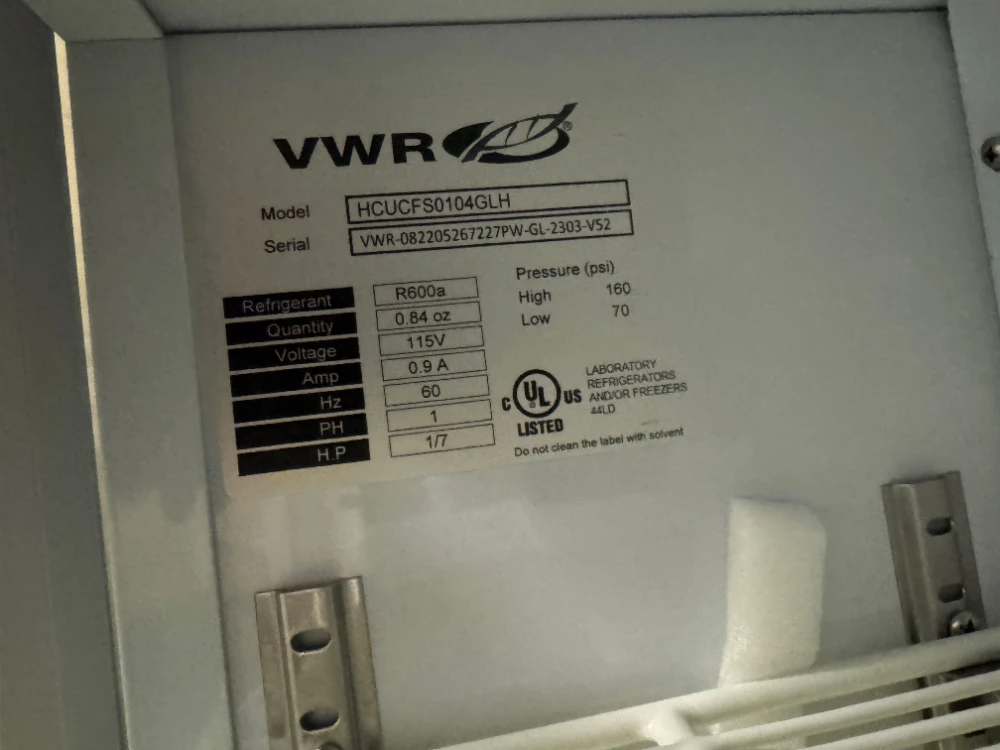 VWR®
Model HCUCFS0104GLH
Serial VWR-082205267227PW-GL-2303-V52
Refrigerant R600a
Quantity 0.84 oz
Voltage 115V
Amp 0.9 A
Hz 60
PH 1
H.P 1/7
Pressure (psi)
High 160
Low 70
C UL US
LISTED
LABORATORY
REFRIGERATORS
AND/OR FREEZERS
44LD
Do not clean the label with solvent